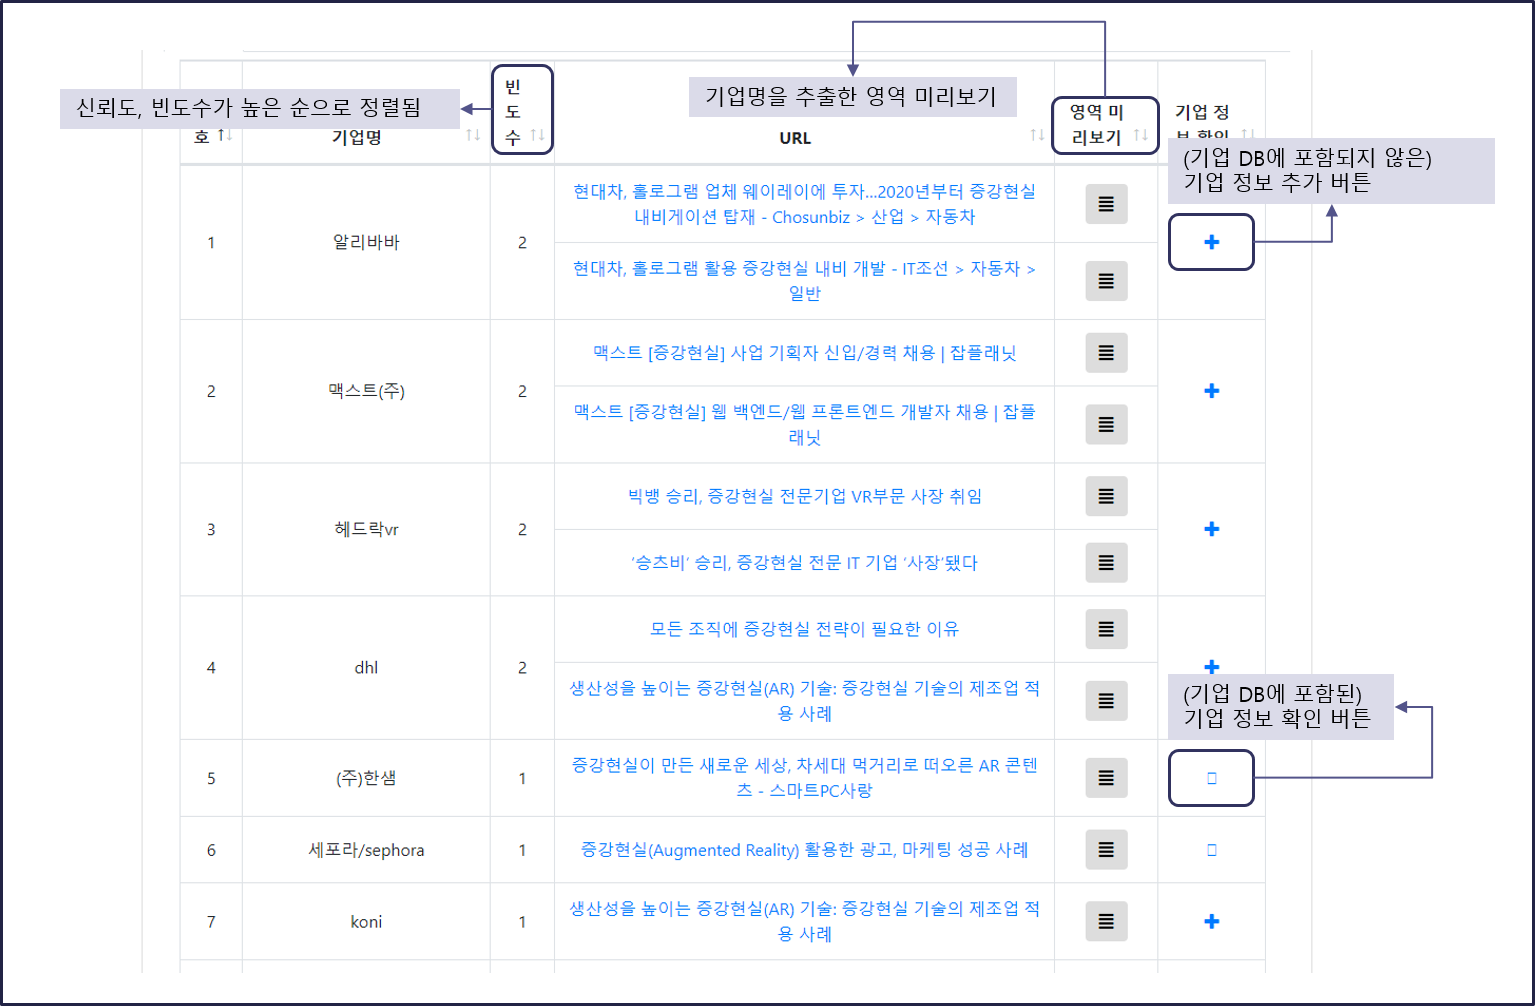 기업명을 추출한 영역 미리보기
신뢰도, 빈도수가 높은 순으로 정렬됨
호
기업명
빈
도
수
URL
영역 미
리보기
기업 정
보 확인
(기업 DB에 포함되지 않은)
기업 정보 추가 버튼
1
알리바바
2
현대차, 홀로그램 업체 웨이레이에 투자...2020년부터 증강현실
내비게이션 탑재 - Chosunbiz > 산업 > 자동차
현대차, 홀로그램 활용 증강현실 내비 개발 - IT조선 > 자동차 >
일반
2
맥스트(주)
2
맥스트 [증강현실] 사업 기획자 신입/경력 채용 | 잡플래닛
맥스트 [증강현실] 웹 백엔드/웹 프론트엔드 개발자 채용 | 잡플
래닛
3
헤드락vr
2
빅뱅 승리, 증강현실 전문기업 VR부문 사장 취임
‘승츠비’ 승리, 증강현실 전문 IT 기업 ‘사장’됐다
4
dhl
2
모든 조직에 증강현실 전략이 필요한 이유
생산성을 높이는 증강현실(AR) 기술: 증강현실 기술의 제조업 적
용 사례
(기업 DB에 포함된)
기업 정보 확인 버튼
5
(주)한샘
1
증강현실이 만든 새로운 세상, 차세대 먹거리로 떠오른 AR 콘텐
츠 - 스마트PC사랑
6
세포라/sephora
1
증강현실(Augmented Reality) 활용한 광고, 마케팅 성공 사례
7
koni
1
생산성을 높이는 증강현실(AR) 기술: 증강현실 기술의 제조업 적
용 사례